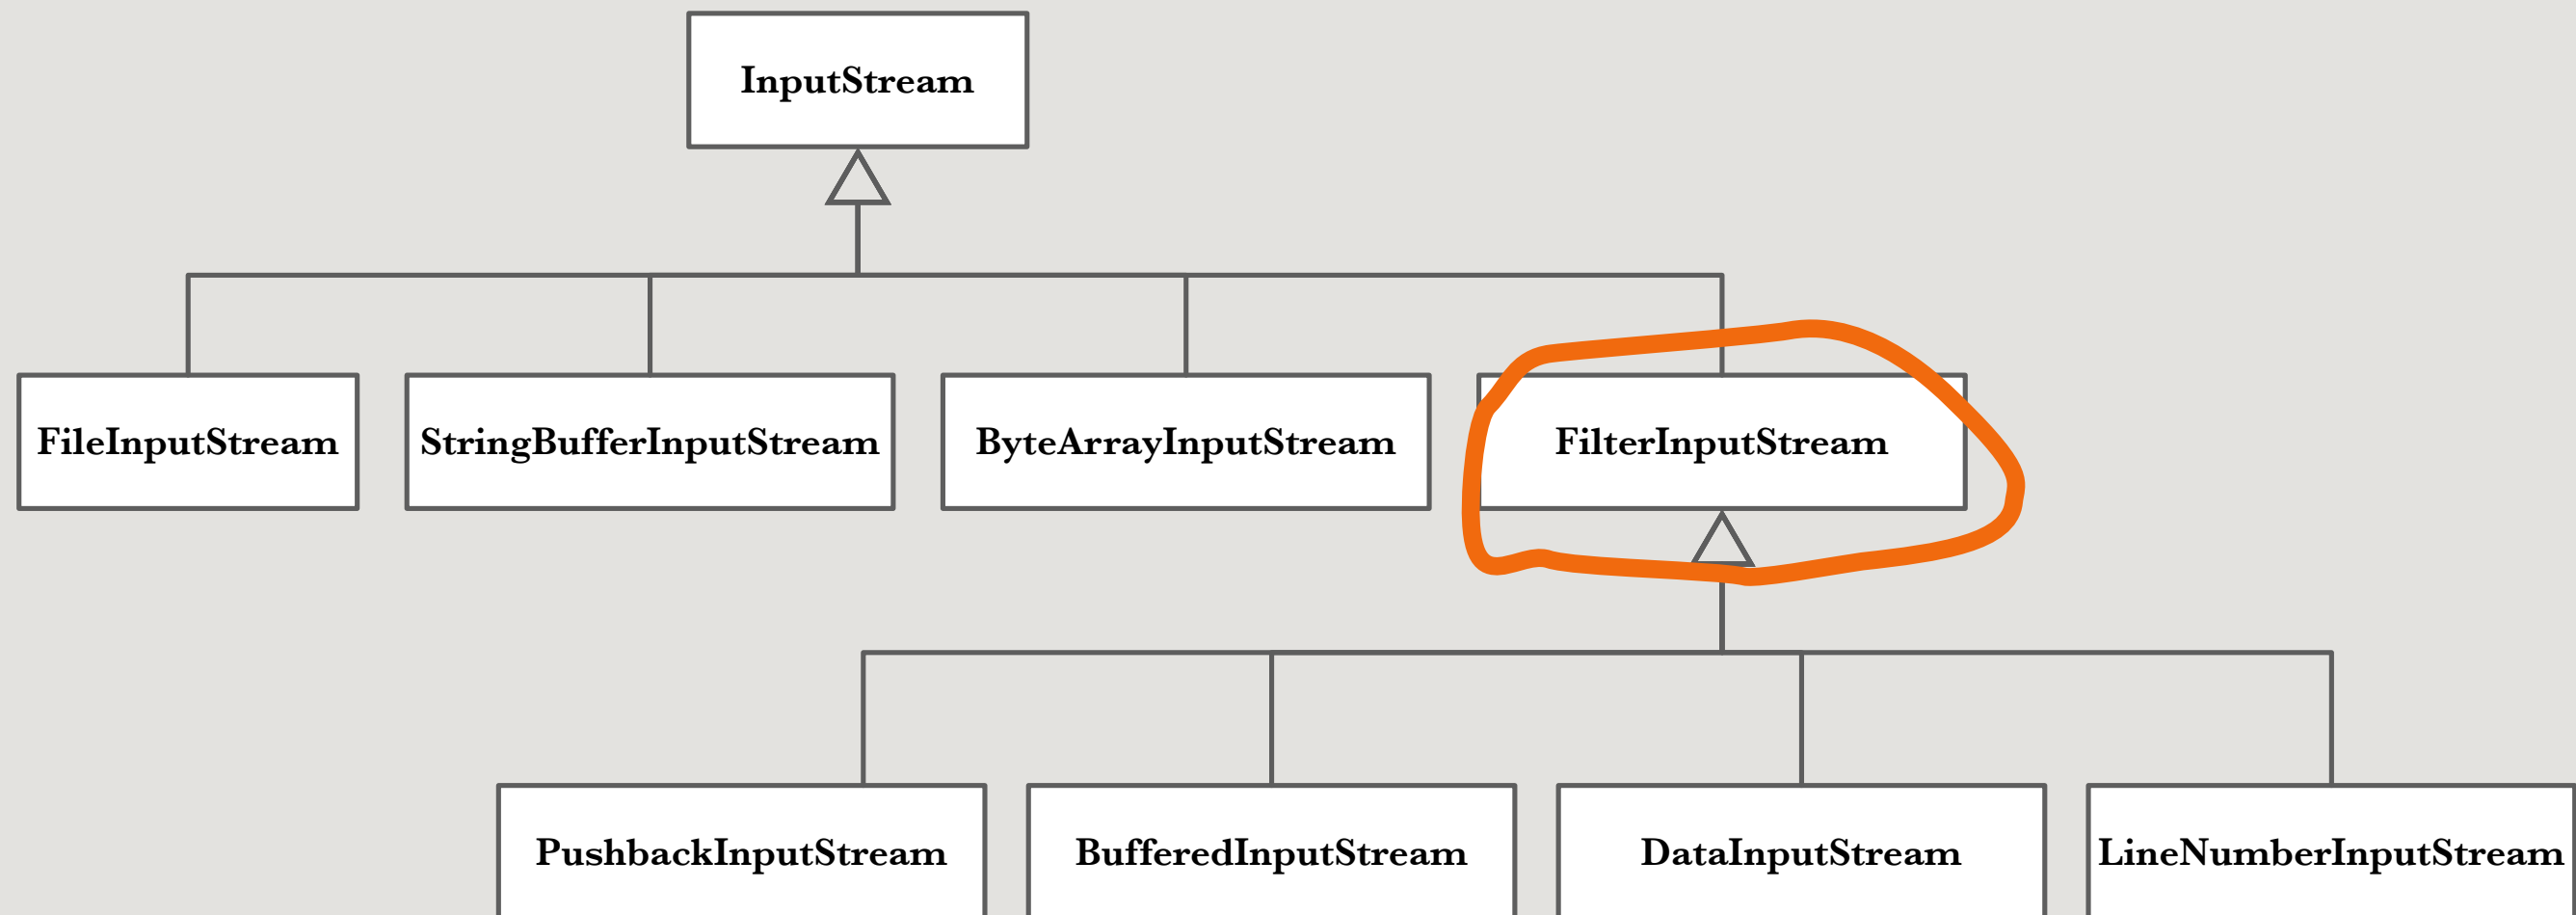 InputStream
FileInputStream
StringBufferInputStream
ByteArrayInputStream
FilterInputStream
PushbackInputStream
BufferedInputStream
DataInputStream
LineNumberInputStream